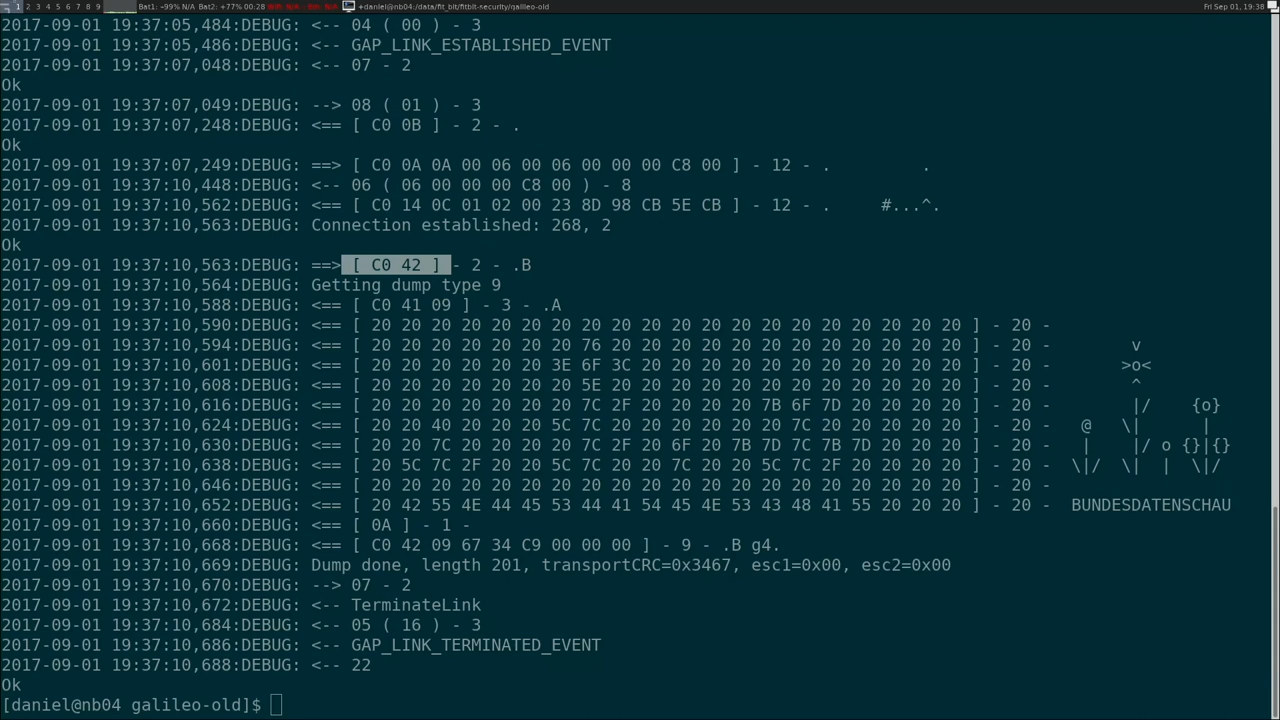 1 2 3 4 5 6 7 8 9 Bat1: ~99% N/A Bat2: +77% 00:28 +daniel@nb04:/data/fit_bit/fitbit-security/galileo-old Fri Sep 01, 19:38
2017-09-01 19:37:05,484:DEBUG: <-- 04 ( 00 ) - 3
2017-09-01 19:37:05,486:DEBUG: <-- GAP_LINK_ESTABLISHED_EVENT
2017-09-01 19:37:07,048:DEBUG: <-- 07 - 2
Ok
2017-09-01 19:37:07,049:DEBUG: --> 08 ( 01 ) - 3
2017-09-01 19:37:07,248:DEBUG: <== [ C0 0B ] - 2 - .
Ok
2017-09-01 19:37:07,249:DEBUG: ==> [ C0 0A 0A 00 06 00 06 00 00 00 C8 00 ] - 12 - .         .
2017-09-01 19:37:10,448:DEBUG: <-- 06 ( 06 00 00 00 C8 00 ) - 8
2017-09-01 19:37:10,562:DEBUG: <== [ C0 14 0C 01 02 00 23 8D 98 CB 5E CB ] - 12 - .     #...^.
2017-09-01 19:37:10,562:DEBUG: Connection established: 268, 2
Ok
2017-09-01 19:37:10,563:DEBUG: ==> [ C0 42 ] - 2 - .B
2017-09-01 19:37:10,564:DEBUG: Getting dump type 9
2017-09-01 19:37:10,588:DEBUG: <== [ C0 41 09 ] - 3 - .A
2017-09-01 19:37:10,590:DEBUG: <== [ 20 20 20 20 20 20 20 20 20 20 20 20 20 20 20 20 20 20 20 20 ] - 20 -
2017-09-01 19:37:10,594:DEBUG: <== [ 20 20 20 20 20 20 20 76 20 20 20 20 20 20 20 20 20 20 20 20 ] - 20 -        v
2017-09-01 19:37:10,601:DEBUG: <== [ 20 20 20 20 20 20 3E 6F 3C 20 20 20 20 20 20 20 20 20 20 20 ] - 20 -       >o<
2017-09-01 19:37:10,608:DEBUG: <== [ 20 20 20 20 20 20 20 5E 20 20 20 20 20 20 20 20 20 20 20 20 ] - 20 -        ^
2017-09-01 19:37:10,616:DEBUG: <== [ 20 20 20 20 20 20 20 7C 2F 20 20 20 20 7B 6F 7D 20 20 20 20 ] - 20 -        |/    {o}
2017-09-01 19:37:10,624:DEBUG: <== [ 20 20 40 20 20 20 5C 7C 20 20 20 20 20 20 7C 20 20 20 20 20 ] - 20 -   @   \|      |
2017-09-01 19:37:10,630:DEBUG: <== [ 20 20 7C 20 20 20 20 7C 2F 20 6F 20 7B 7D 7C 7B 7D 20 20 20 ] - 20 -   |    |/ o {}|{}
2017-09-01 19:37:10,638:DEBUG: <== [ 20 5C 7C 2F 20 20 5C 7C 20 20 7C 20 20 5C 7C 2F 20 20 20 20 ] - 20 -  \|/  \|  |  \|/
2017-09-01 19:37:10,646:DEBUG: <== [ 20 20 20 20 20 20 20 20 20 20 20 20 20 20 20 20 20 20 20 20 ] - 20 -
2017-09-01 19:37:10,652:DEBUG: <== [ 20 42 55 4E 44 45 53 44 41 54 45 4E 53 43 48 41 55 20 20 20 ] - 20 -  BUNDESDATENSCHAU
2017-09-01 19:37:10,660:DEBUG: <== [ 0A ] - 1 -
2017-09-01 19:37:10,668:DEBUG: <== [ C0 42 09 67 34 C9 00 00 00 ] - 9 - .B g4.
2017-09-01 19:37:10,669:DEBUG: Dump done, length 201, transportCRC=0x3467, esc1=0x00, esc2=0x00
2017-09-01 19:37:10,670:DEBUG: --> 07 - 2
2017-09-01 19:37:10,672:DEBUG: <-- TerminateLink
2017-09-01 19:37:10,684:DEBUG: <-- 05 ( 16 ) - 3
2017-09-01 19:37:10,686:DEBUG: <-- GAP_LINK_TERMINATED_EVENT
2017-09-01 19:37:10,688:DEBUG: <-- 22
Ok
[daniel@nb04 galileo-old]$